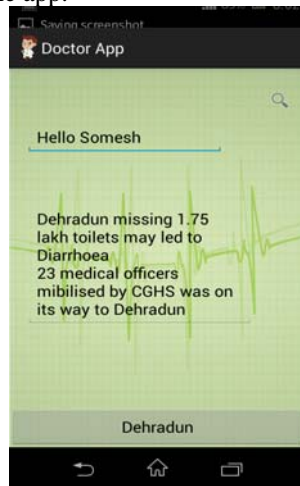 Saving screenshot
Doctor App
Hello Somesh
Dehradun missing 1.75
lakh toilets may led to
Diarrhoea
23 medical officers
mibilised by CGHS was on
its way to Dehradun
Dehradun